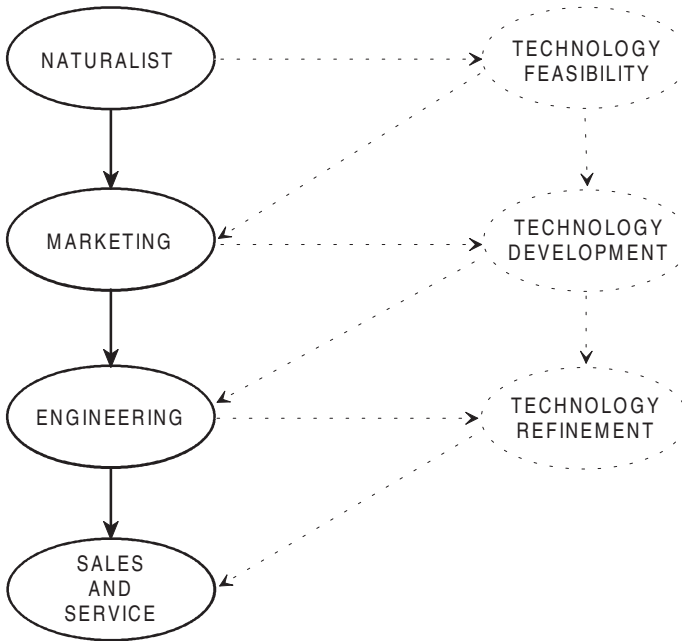 NATURALIST
TECHNOLOGY
FEASIBILITY
MARKETING
TECHNOLOGY
DEVELOPMENT
ENGINEERING
TECHNOLOGY
REFINEMENT
SALES
AND
SERVICE